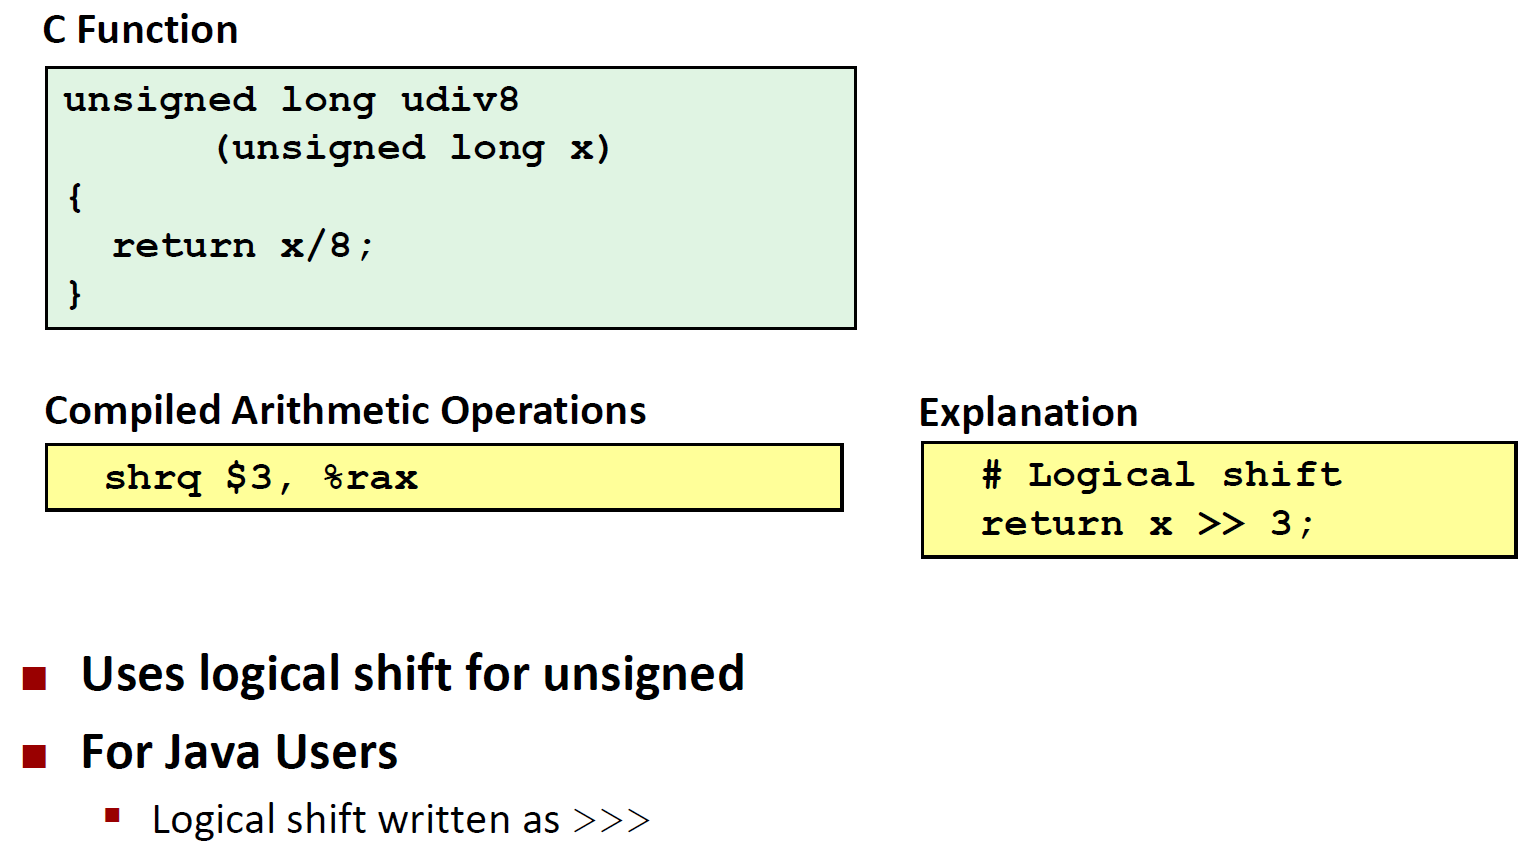 C Function
unsigned long udiv8
(unsigned long x)
{
return x/8;
}
Compiled Arithmetic Operations
shrq $3, %rax
Explanation
# Logical shift
return x >> 3;
Uses logical shift for unsigned
For Java Users
Logical shift written as >>>